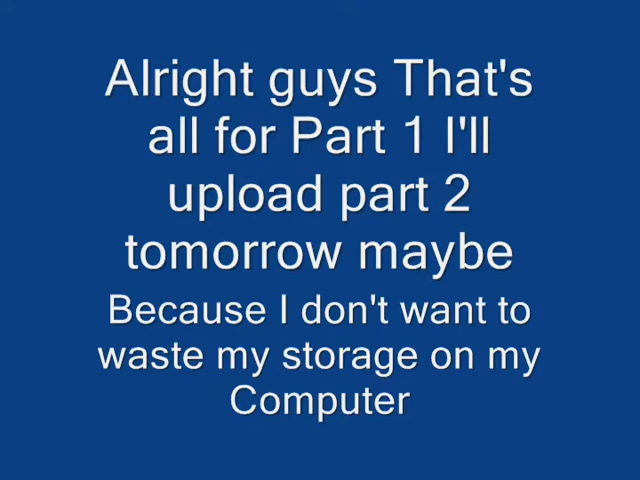 Alright guys That's
all for Part 1 I'll
upload part 2
tomorrow maybe
Because I don't want to
waste my storage on my
Computer